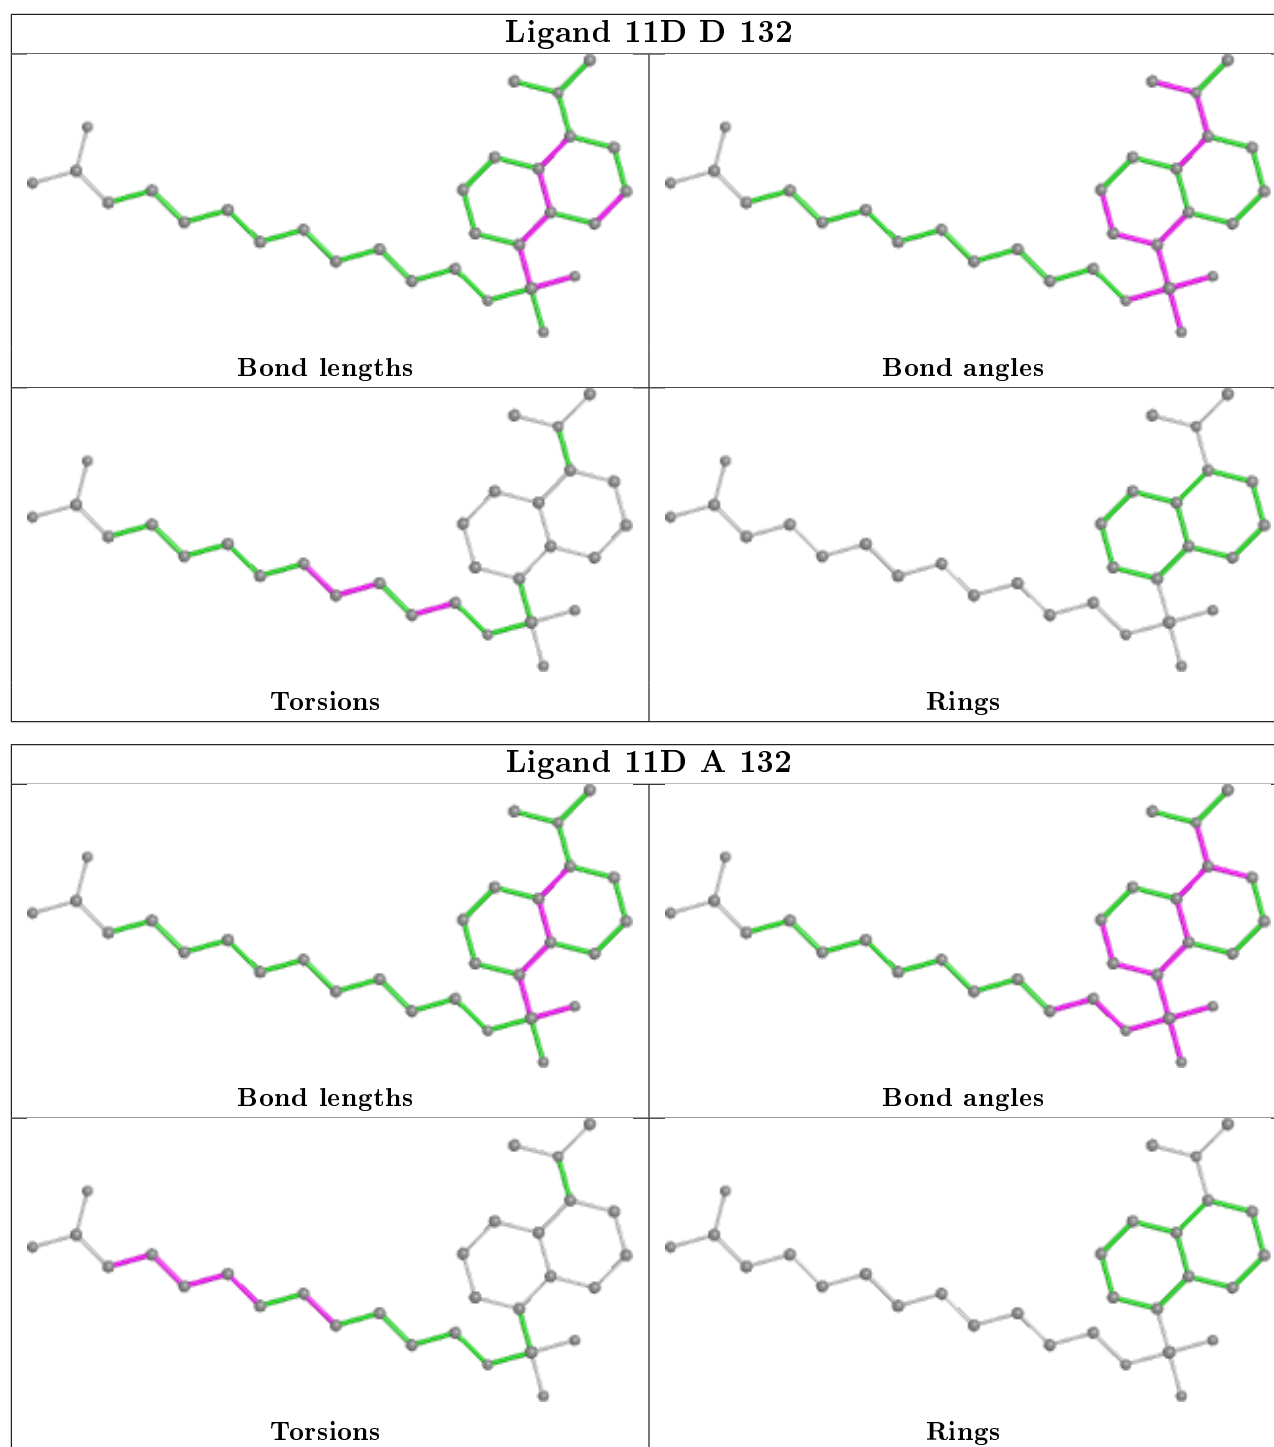 Ligand 11D D 132
Bond lengths
Bond angles
Torsions
Rings
Ligand 11D A 132
Bond lengths
Bond angles
Torsions
Rings